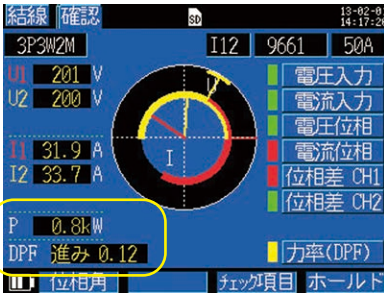 結線 確認 SD 13-02-0
14:17:2
3P3W2M I12 9661 50A
U1 201 V
U2 200 V
I1 31.9 A
I2 33.7 A
P 0.8kW
DPF 進み 0.12
U
I
電圧入力
電流入力
電圧位相
電流位相
位相差 CH1
位相差 CH2
力率(DPF)
位相角 チェック項目 ホールド